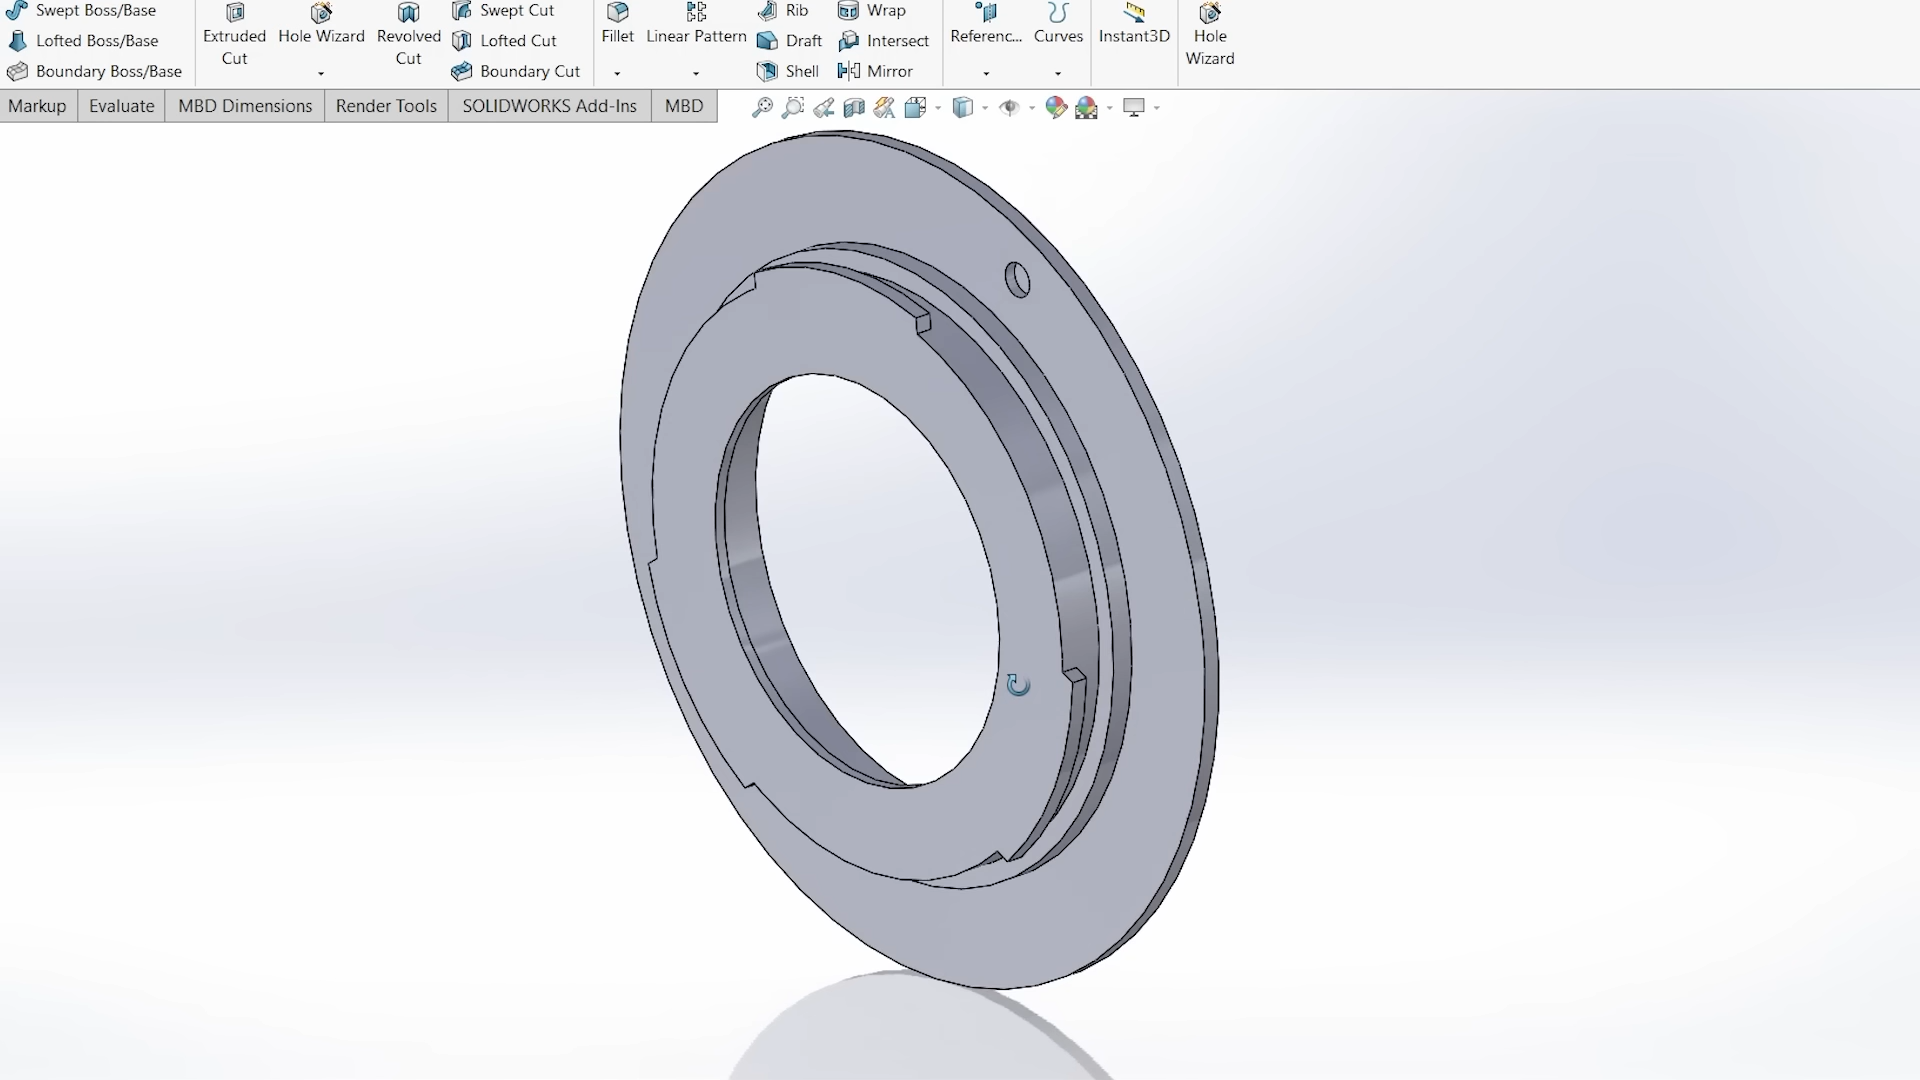 Swept Boss/Base
Lofted Boss/Base
Boundary Boss/Base
Extruded
Cut
Hole Wizard
Revolved
Cut
Swept Cut
Lofted Cut
Boundary Cut
Fillet
Linear Pattern
Rib
Draft
Shell
Wrap
Intersect
Mirror
Referenc...
Curves
Instant3D
Hole
Wizard
Markup
Evaluate
MBD Dimensions
Render Tools
SOLIDWORKS Add-Ins
MBD